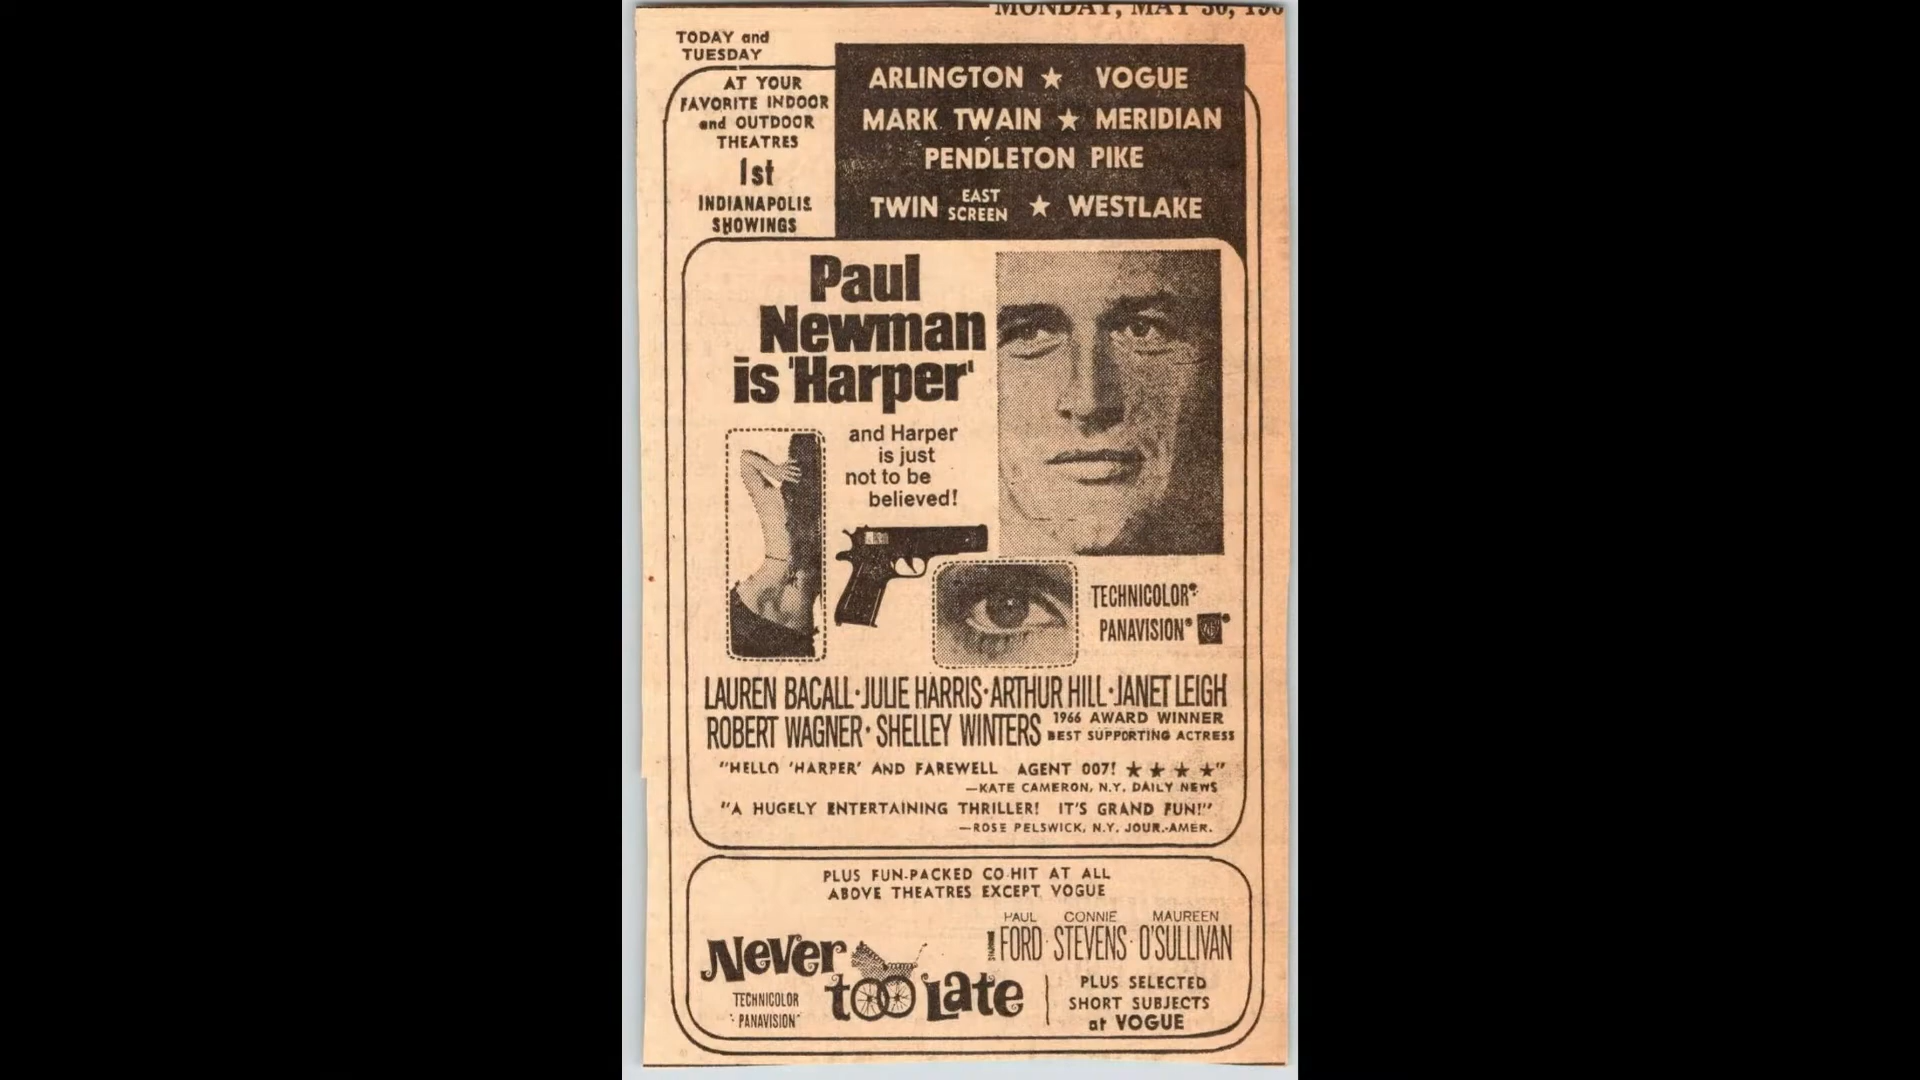 MONDAY, MAY 30, 196
TODAY and
TUESDAY
AT YOUR
FAVORITE INDOOR
and OUTDOOR
THEATRES
1st
INDIANAPOLIS
SHOWINGS
ARLINGTON ★ VOGUE
MARK TWAIN ★ MERIDIAN
PENDLETON PIKE
TWIN EAST SCREEN ★ WESTLAKE
Paul
Newman
is 'Harper'
and Harper
is just
not to be
believed!
TECHNICOLOR®
PANAVISION®
LAUREN BACALL · JULIE HARRIS · ARTHUR HILL · JANET LEIGH
ROBERT WAGNER · SHELLEY WINTERS 1966 AWARD WINNER
BEST SUPPORTING ACTRESS
"HELLO 'HARPER' AND FAREWELL AGENT 007! ★ ★ ★ ★"
—KATE CAMERON, N.Y. DAILY NEWS
"A HUGELY ENTERTAINING THRILLER! IT'S GRAND FUN!"
—ROSE PELSWICK, N.Y. JOUR.-AMER.
PLUS FUN-PACKED CO-HIT AT ALL
ABOVE THEATRES EXCEPT VOGUE
Never
too Late
TECHNICOLOR
PANAVISION®
PAUL CONNIE MAUREEN
FORD · STEVENS · O'SULLIVAN
PLUS SELECTED
SHORT SUBJECTS
at VOGUE